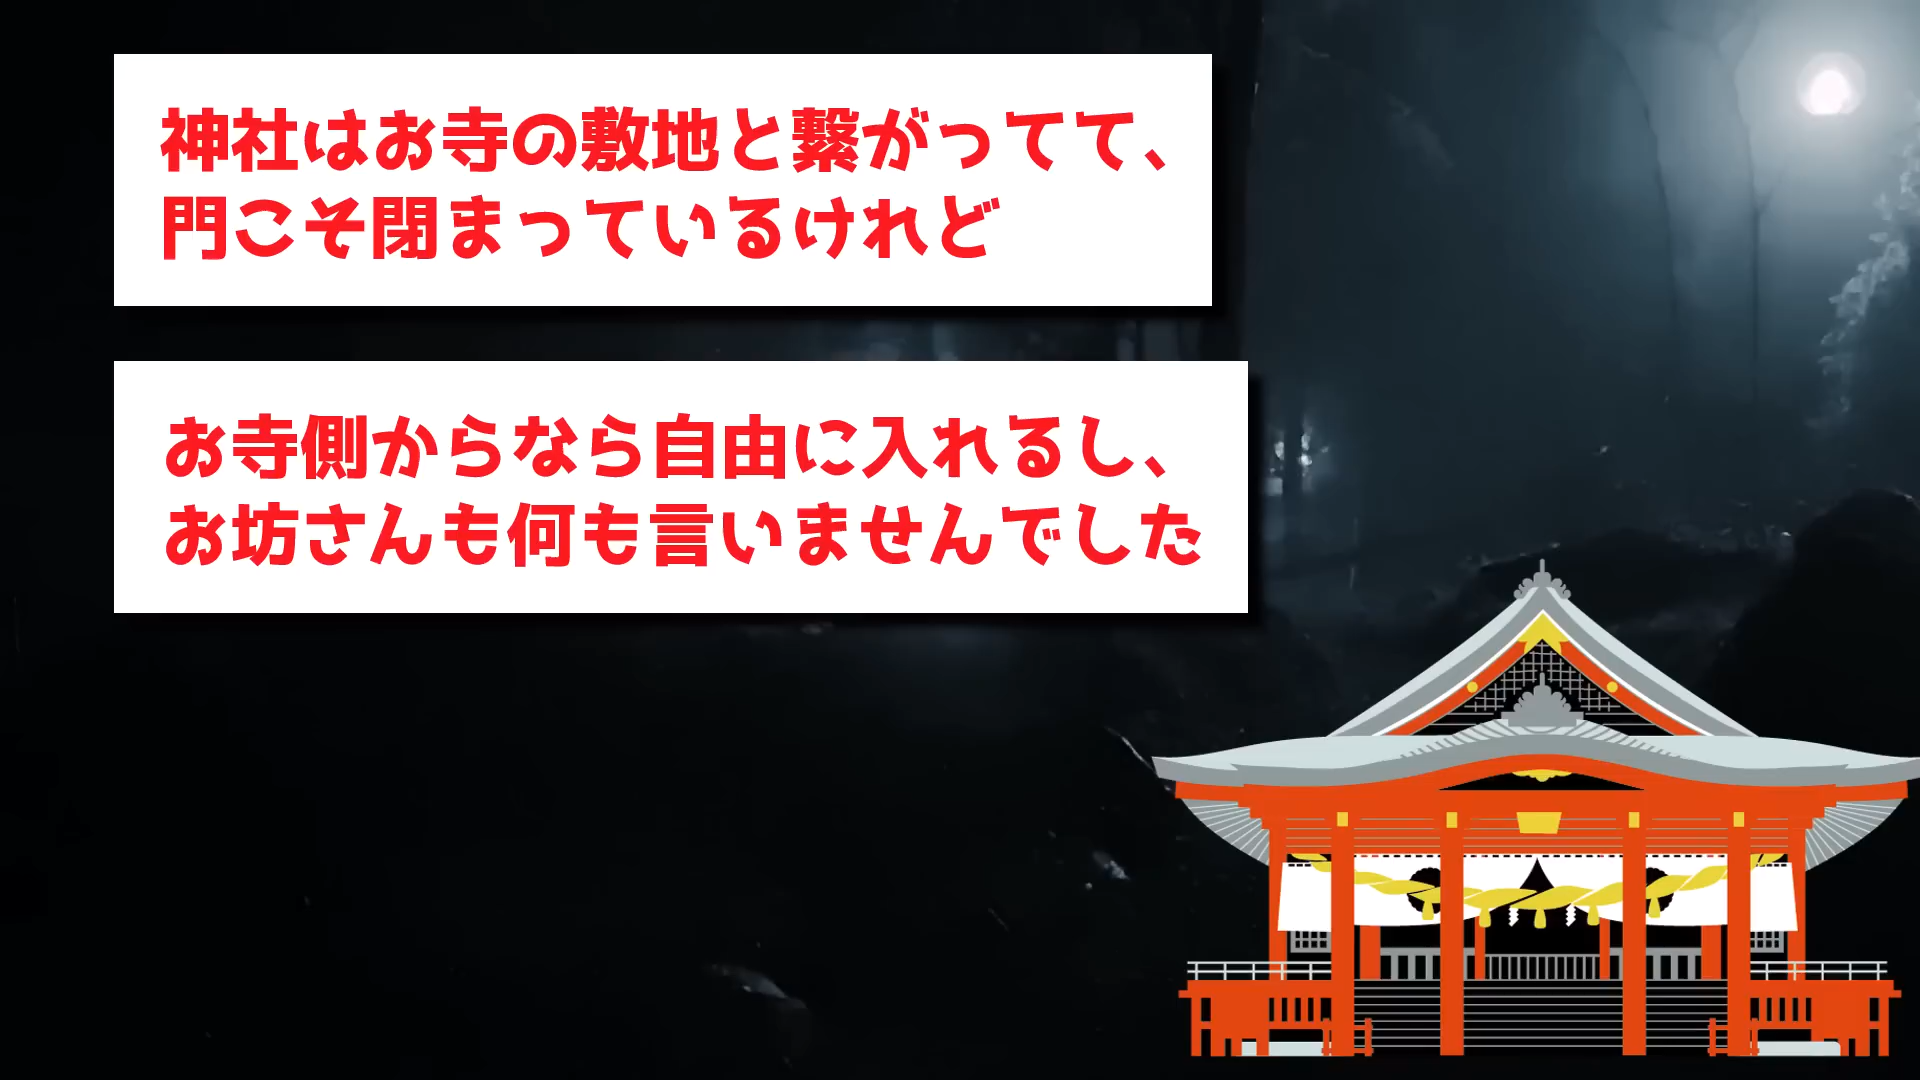 神社はお寺の敷地と繋がってて、
門こそ閉まっているけれど
お寺側からなら自由に入れるし、
お坊さんも何も言いませんでした